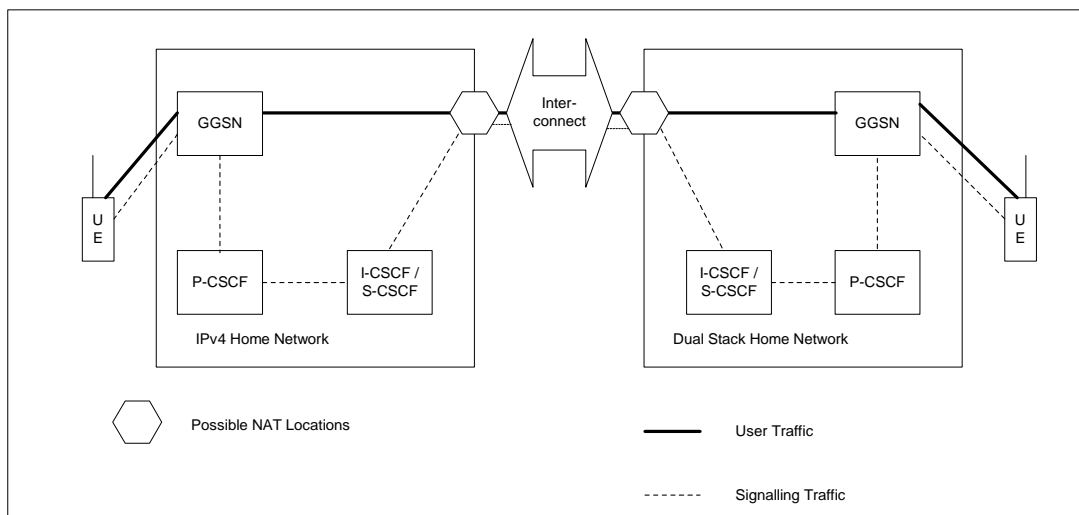 Inter-
connect
GGSN
GGSN
U
E
U
E
P-CSCF
I-CSCF /
S-CSCF
I-CSCF /
S-CSCF
P-CSCF
IPv4 Home Network
Dual Stack Home Network
Possible NAT Locations
User Traffic
Signalling Traffic